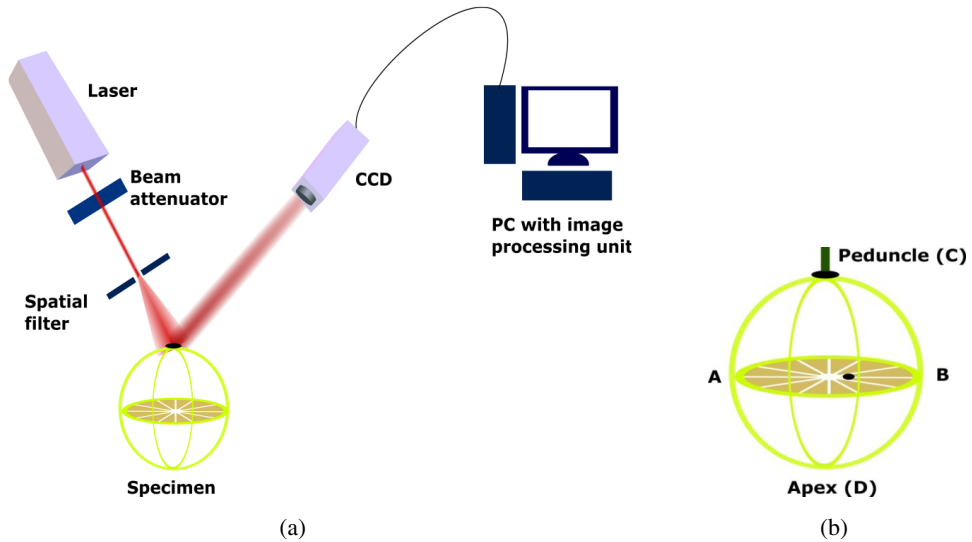 Laser
Beam
attenuator
CCD
PC with image
processing unit
Spatial
filter
Specimen
(a)
Peduncle (C)
A
B
Apex (D)
(b)